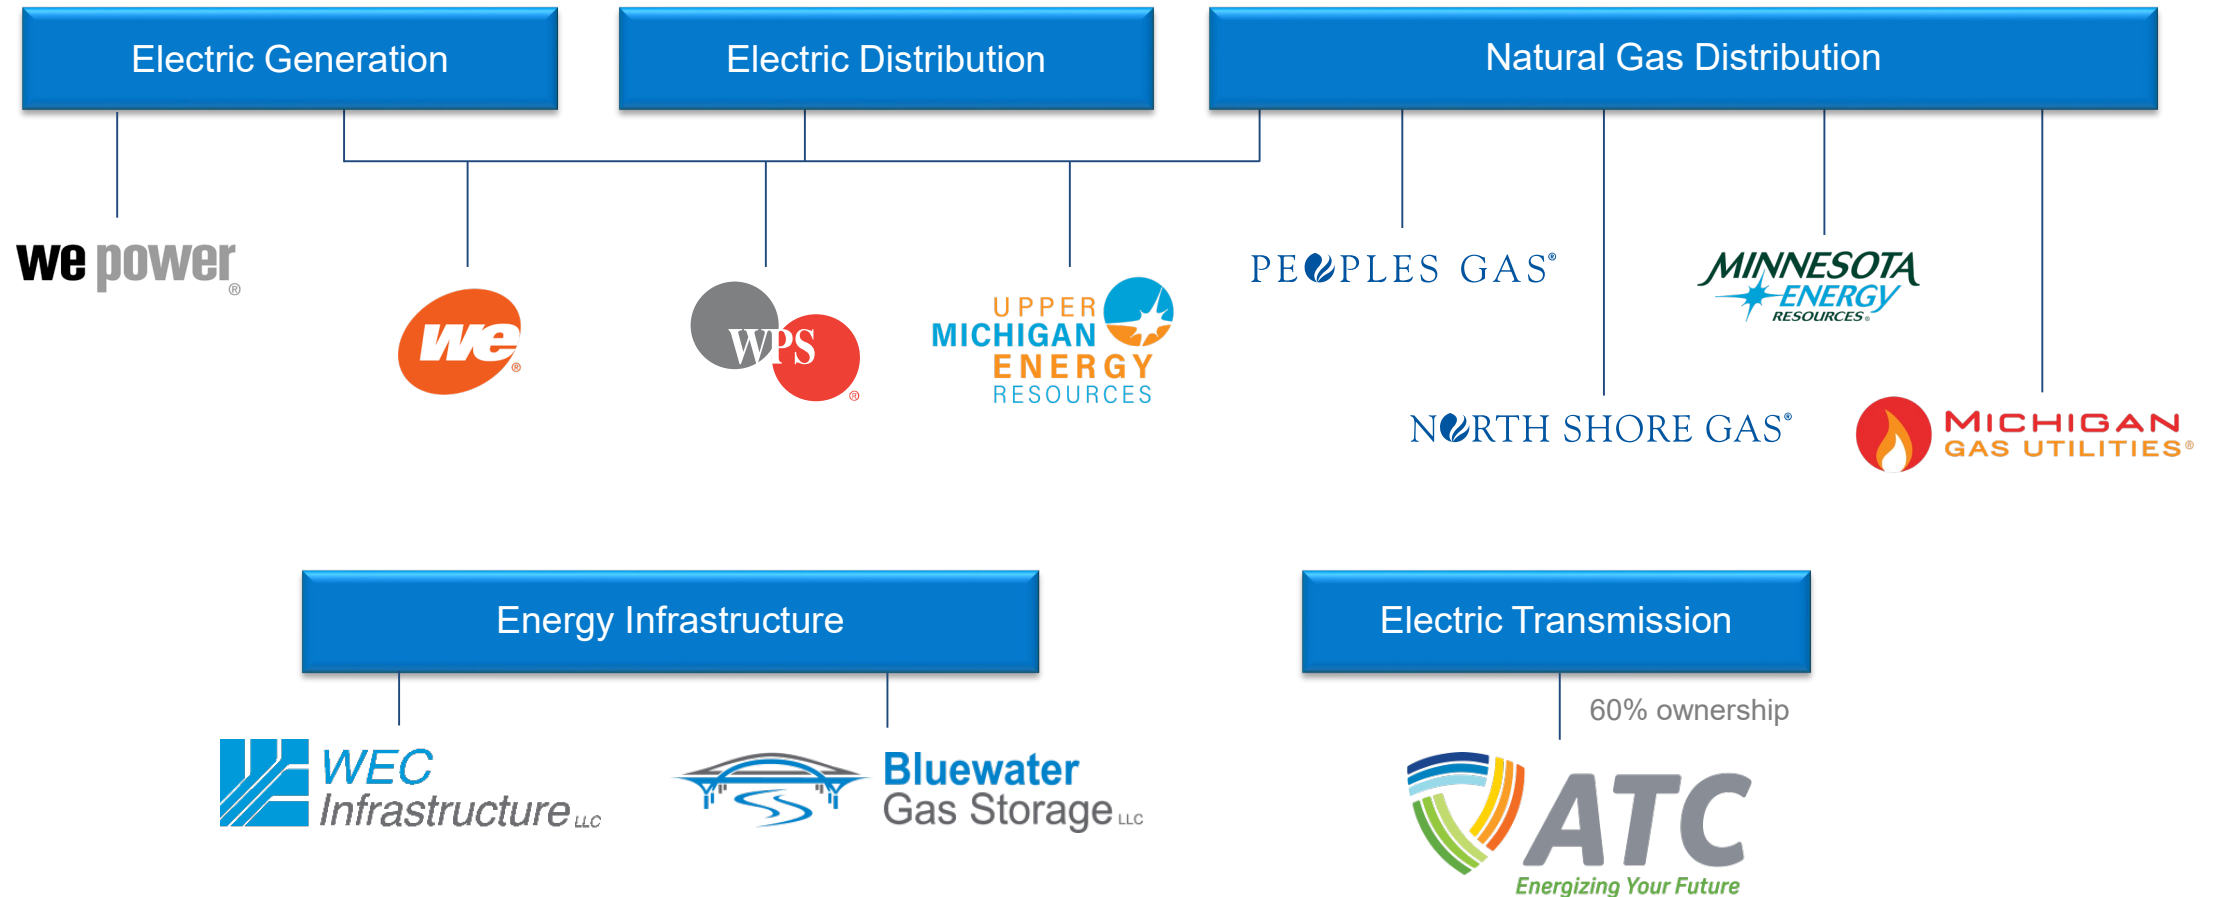 Electric Generation
Electric Distribution
Natural Gas Distribution
we power®
we®
WPS®
UPPER
MICHIGAN
ENERGY
RESOURCES
PEOPLES GAS®
NORTH SHORE GAS®
MINNESOTA
ENERGY
RESOURCES®
MICHIGAN
GAS UTILITIES®
Energy Infrastructure
Electric Transmission
60% ownership
WEC
Infrastructure LLC
Bluewater
Gas Storage LLC
ATC
Energizing Your Future